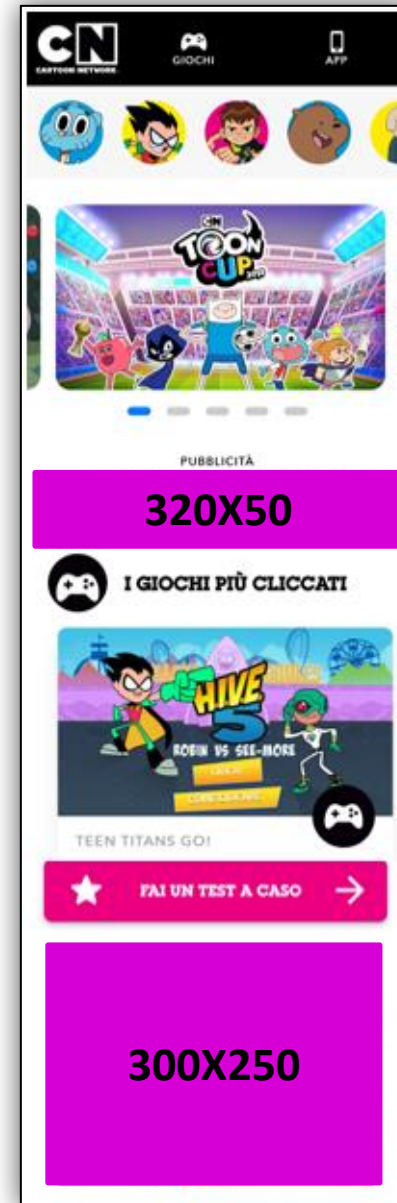 CN
CARTOON NETWORK.
GIOCHI
APP
CN
TOON
CUP
PUBBLICITÀ
320X50
I GIOCHI PIÙ CLICCATI
HIVE
5
ROBIN VS SEE-MORE
TEEN TITANS GO!
FAI UN TEST A CASO
300X250